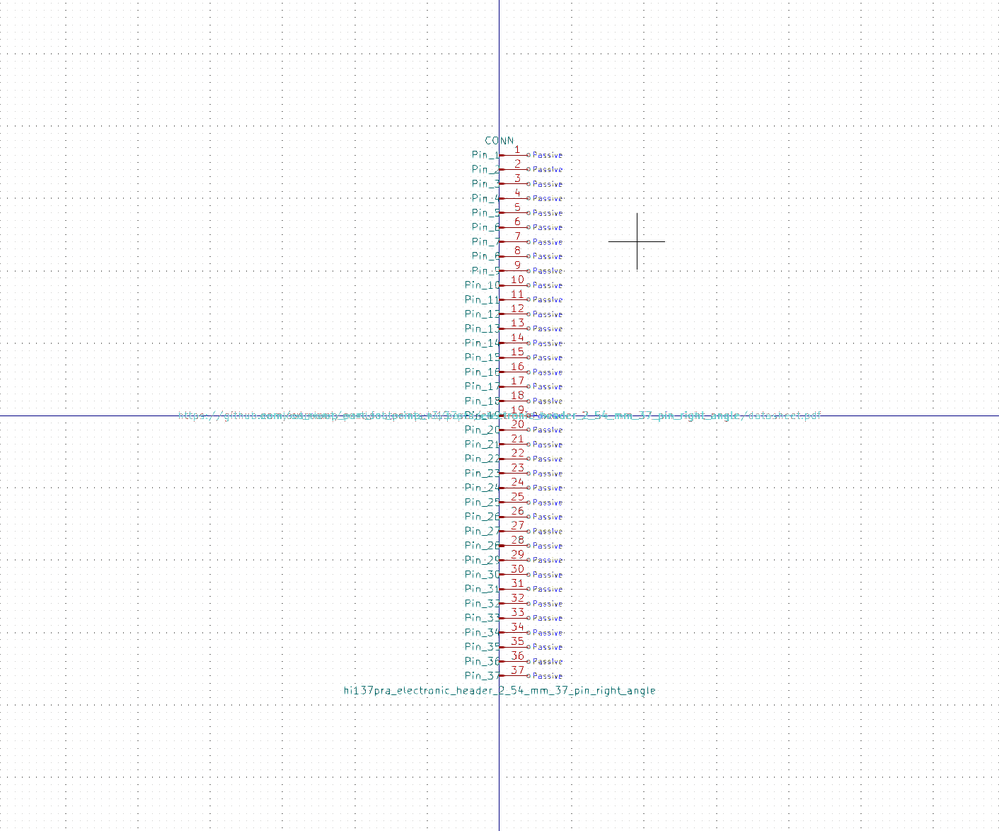 CONN
Pin_1 1 Passive
Pin_2 2 Passive
Pin_3 3 Passive
Pin_4 4 Passive
Pin_5 5 Passive
Pin_6 6 Passive
Pin_7 7 Passive
Pin_8 8 Passive
Pin_9 9 Passive
Pin_10 10 Passive
Pin_11 11 Passive
Pin_12 12 Passive
Pin_13 13 Passive
Pin_14 14 Passive
Pin_15 15 Passive
Pin_16 16 Passive
Pin_17 17 Passive
Pin_18 18 Passive
19
Pin_20 20 Passive
Pin_21 21 Passive
Pin_22 22 Passive
Pin_23 23 Passive
Pin_24 24 Passive
Pin_25 25 Passive
Pin_26 26 Passive
Pin_27 27 Passive
Pin_28 28 Passive
Pin_29 29 Passive
Pin_30 30 Passive
Pin_31 31 Passive
Pin_32 32 Passive
Pin_33 33 Passive
Pin_34 34 Passive
Pin_35 35 Passive
Pin_36 36 Passive
Pin_37 37 Passive
hi137pra_electronic_header_2_54_mm_37_pin_right_angle